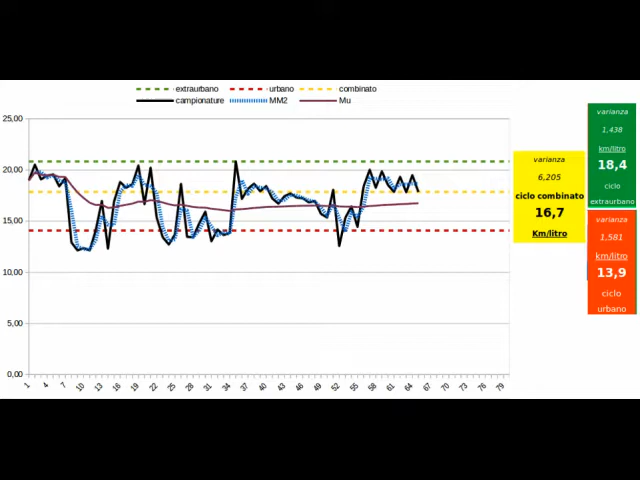 extraurbano urbano combinato
campionature MM2 Mu
25,00
20,00
15,00
10,00
5,00
0,00
1 4 7 10 13 16 19 22 25 28 31 34 37 40 43 46 49 52 55 58 61 64 67 70 73 76 79
varianza
6,205
ciclo combinato
16,7
Km/litro
varianza
1,438
km/litro
18,4
ciclo
extraurbano
varianza
1,581
km/litro
13,9
ciclo
urbano